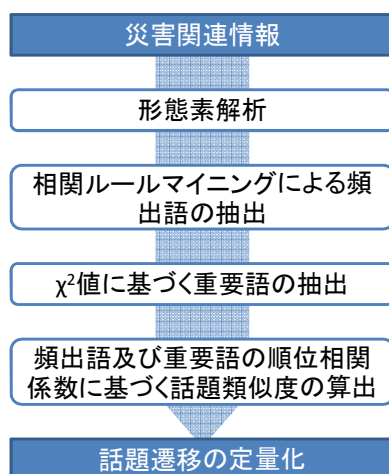 災害関連情報
形態素解析
相関ルールマイニングによる頻
出語の抽出
χ²値に基づく重要語の抽出
頻出語及び重要語の順位相関
係数に基づく話題類似度の算出
話題遷移の定量化